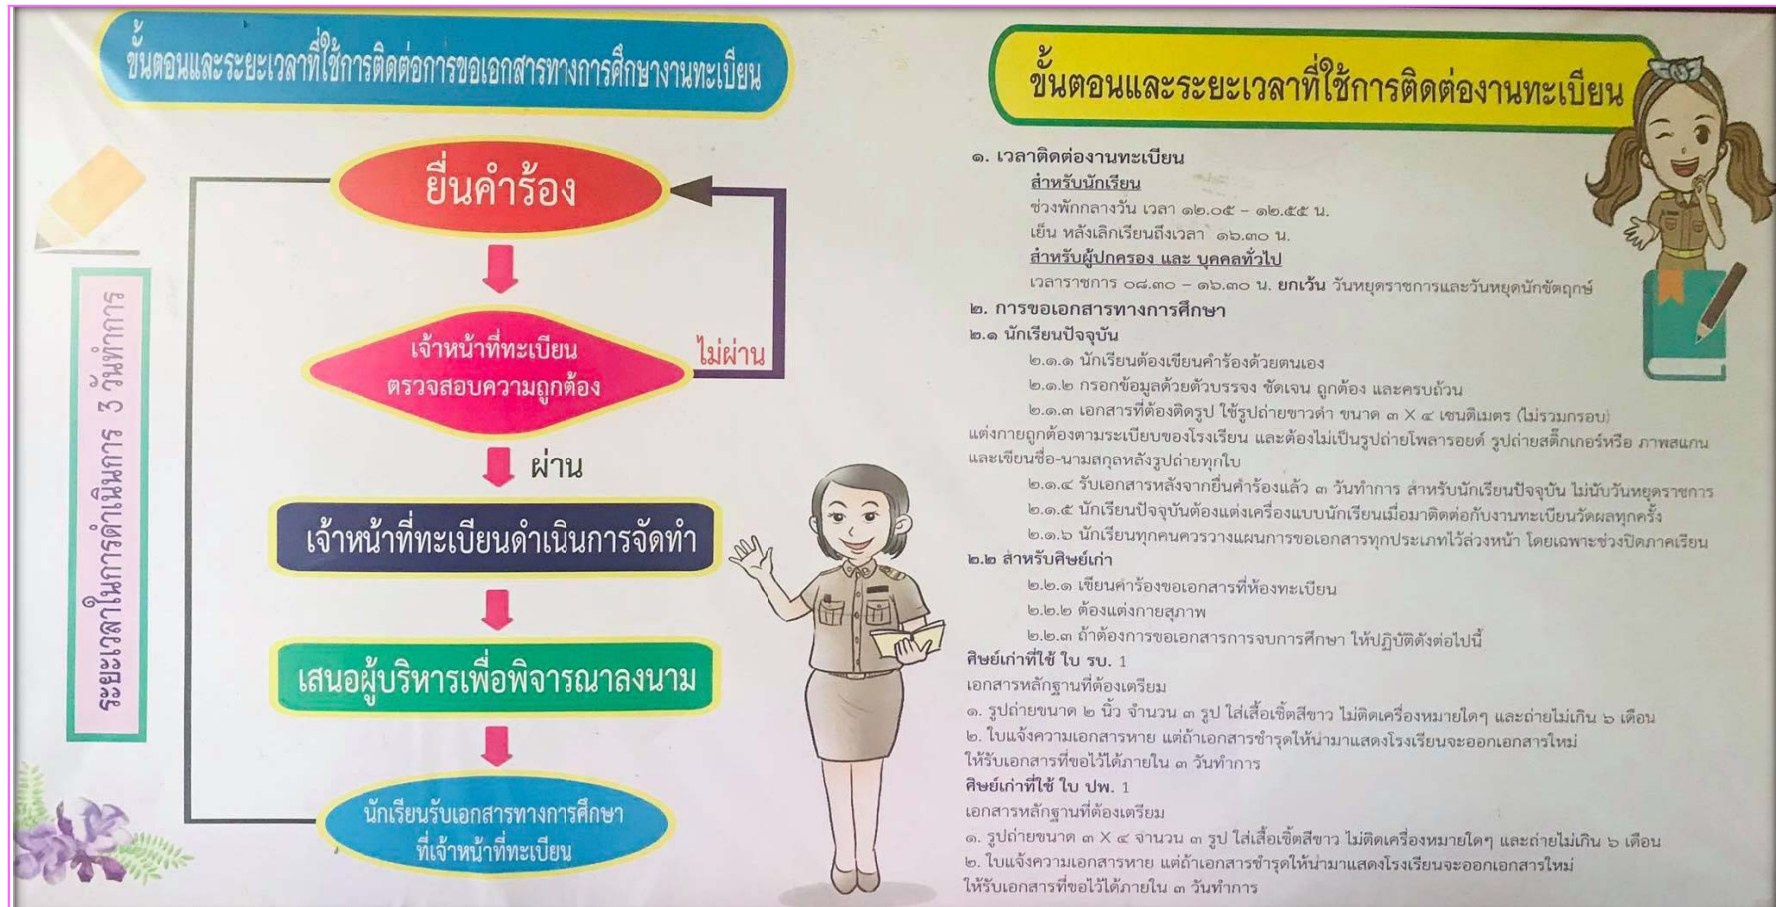 ขั้นตอนและระยะเวลาที่ใช้การติดต่อการขอเอกสารทางการศึกษางานทะเบียน
ระยะเวลาในการดำเนินการ 3 วันทำการ
ยื่นคำร้อง
เจ้าหน้าที่ทะเบียน
ตรวจสอบความถูกต้อง
ไม่ผ่าน
ผ่าน
เจ้าหน้าที่ทะเบียนดำเนินการจัดทำ
เสนอผู้บริหารเพื่อพิจารณาลงนาม
นักเรียนรับเอกสารทางการศึกษา
ที่เจ้าหน้าที่ทะเบียน
ขั้นตอนและระยะเวลาที่ใช้การติดต่องานทะเบียน
๑. เวลาติดต่องานทะเบียน
สำหรับนักเรียน
ช่วงพักกลางวัน เวลา ๑๒.๐๕ – ๑๒.๕๕ น.
เย็น หลังเลิกเรียนถึงเวลา ๑๖.๓๐ น.
สำหรับผู้ปกครอง และ บุคคลทั่วไป
เวลาราชการ ๐๘.๓๐ – ๑๖.๓๐ น. ยกเว้น วันหยุดราชการและวันหยุดนักขัตฤกษ์
๒. การขอเอกสารทางการศึกษา
๒.๑ นักเรียนปัจจุบัน
๒.๑.๑ นักเรียนต้องเขียนคำร้องด้วยตนเอง
๒.๑.๒ กรอกข้อมูลด้วยตัวบรรจง ชัดเจน ถูกต้อง และครบถ้วน
๒.๑.๓ เอกสารที่ต้องติดรูป ใช้รูปถ่ายขาวดำ ขนาด ๓ X ๔ เซนติเมตร (ไม่รวมกรอบ)
แต่งกายถูกต้องตามระเบียบของโรงเรียน และต้องไม่เป็นรูปถ่ายโพลารอยด์ รูปถ่ายสติ๊กเกอร์หรือ ภาพสแกน
และเขียนชื่อ-นามสกุลหลังรูปถ่ายทุกใบ
๒.๑.๔ รับเอกสารหลังจากยื่นคำร้องแล้ว ๓ วันทำการ สำหรับนักเรียนปัจจุบัน ไม่นับวันหยุดราชการ
๒.๑.๕ นักเรียนปัจจุบันต้องแต่งเครื่องแบบนักเรียนเมื่อมาติดต่อกับงานทะเบียนวัดผลทุกครั้ง
๒.๑.๖ นักเรียนทุกคนควรวางแผนการขอเอกสารทุกประเภทไว้ล่วงหน้า โดยเฉพาะช่วงปิดภาคเรียน
๒.๒ สำหรับศิษย์เก่า
๒.๒.๑ เขียนคำร้องขอเอกสารที่ห้องทะเบียน
๒.๒.๒ ต้องแต่งกายสุภาพ
๒.๒.๓ ถ้าต้องการขอเอกสารการจบการศึกษา ให้ปฏิบัติดังต่อไปนี้
ศิษย์เก่าที่ใช้ ใบ รบ. 1
เอกสารหลักฐานที่ต้องเตรียม
๑. รูปถ่ายขนาด ๒ นิ้ว จำนวน ๓ รูป ใส่เสื้อเชิ้ตสีขาว ไม่ติดเครื่องหมายใดๆ และถ่ายไม่เกิน ๖ เดือน
๒. ใบแจ้งความเอกสารหาย แต่ถ้าเอกสารชำรุดให้นำมาแสดงโรงเรียนจะออกเอกสารใหม่
ให้รับเอกสารที่ขอไว้ได้ภายใน ๓ วันทำการ
ศิษย์เก่าที่ใช้ ใบ ปพ. 1
เอกสารหลักฐานที่ต้องเตรียม
๑. รูปถ่ายขนาด ๓ X ๔ จำนวน ๓ รูป ใส่เสื้อเชิ้ตสีขาว ไม่ติดเครื่องหมายใดๆ และถ่ายไม่เกิน ๖ เดือน
๒. ใบแจ้งความเอกสารหาย แต่ถ้าเอกสารชำรุดให้นำมาแสดงโรงเรียนจะออกเอกสารใหม่
ให้รับเอกสารที่ขอไว้ได้ภายใน ๓ วันทำการ